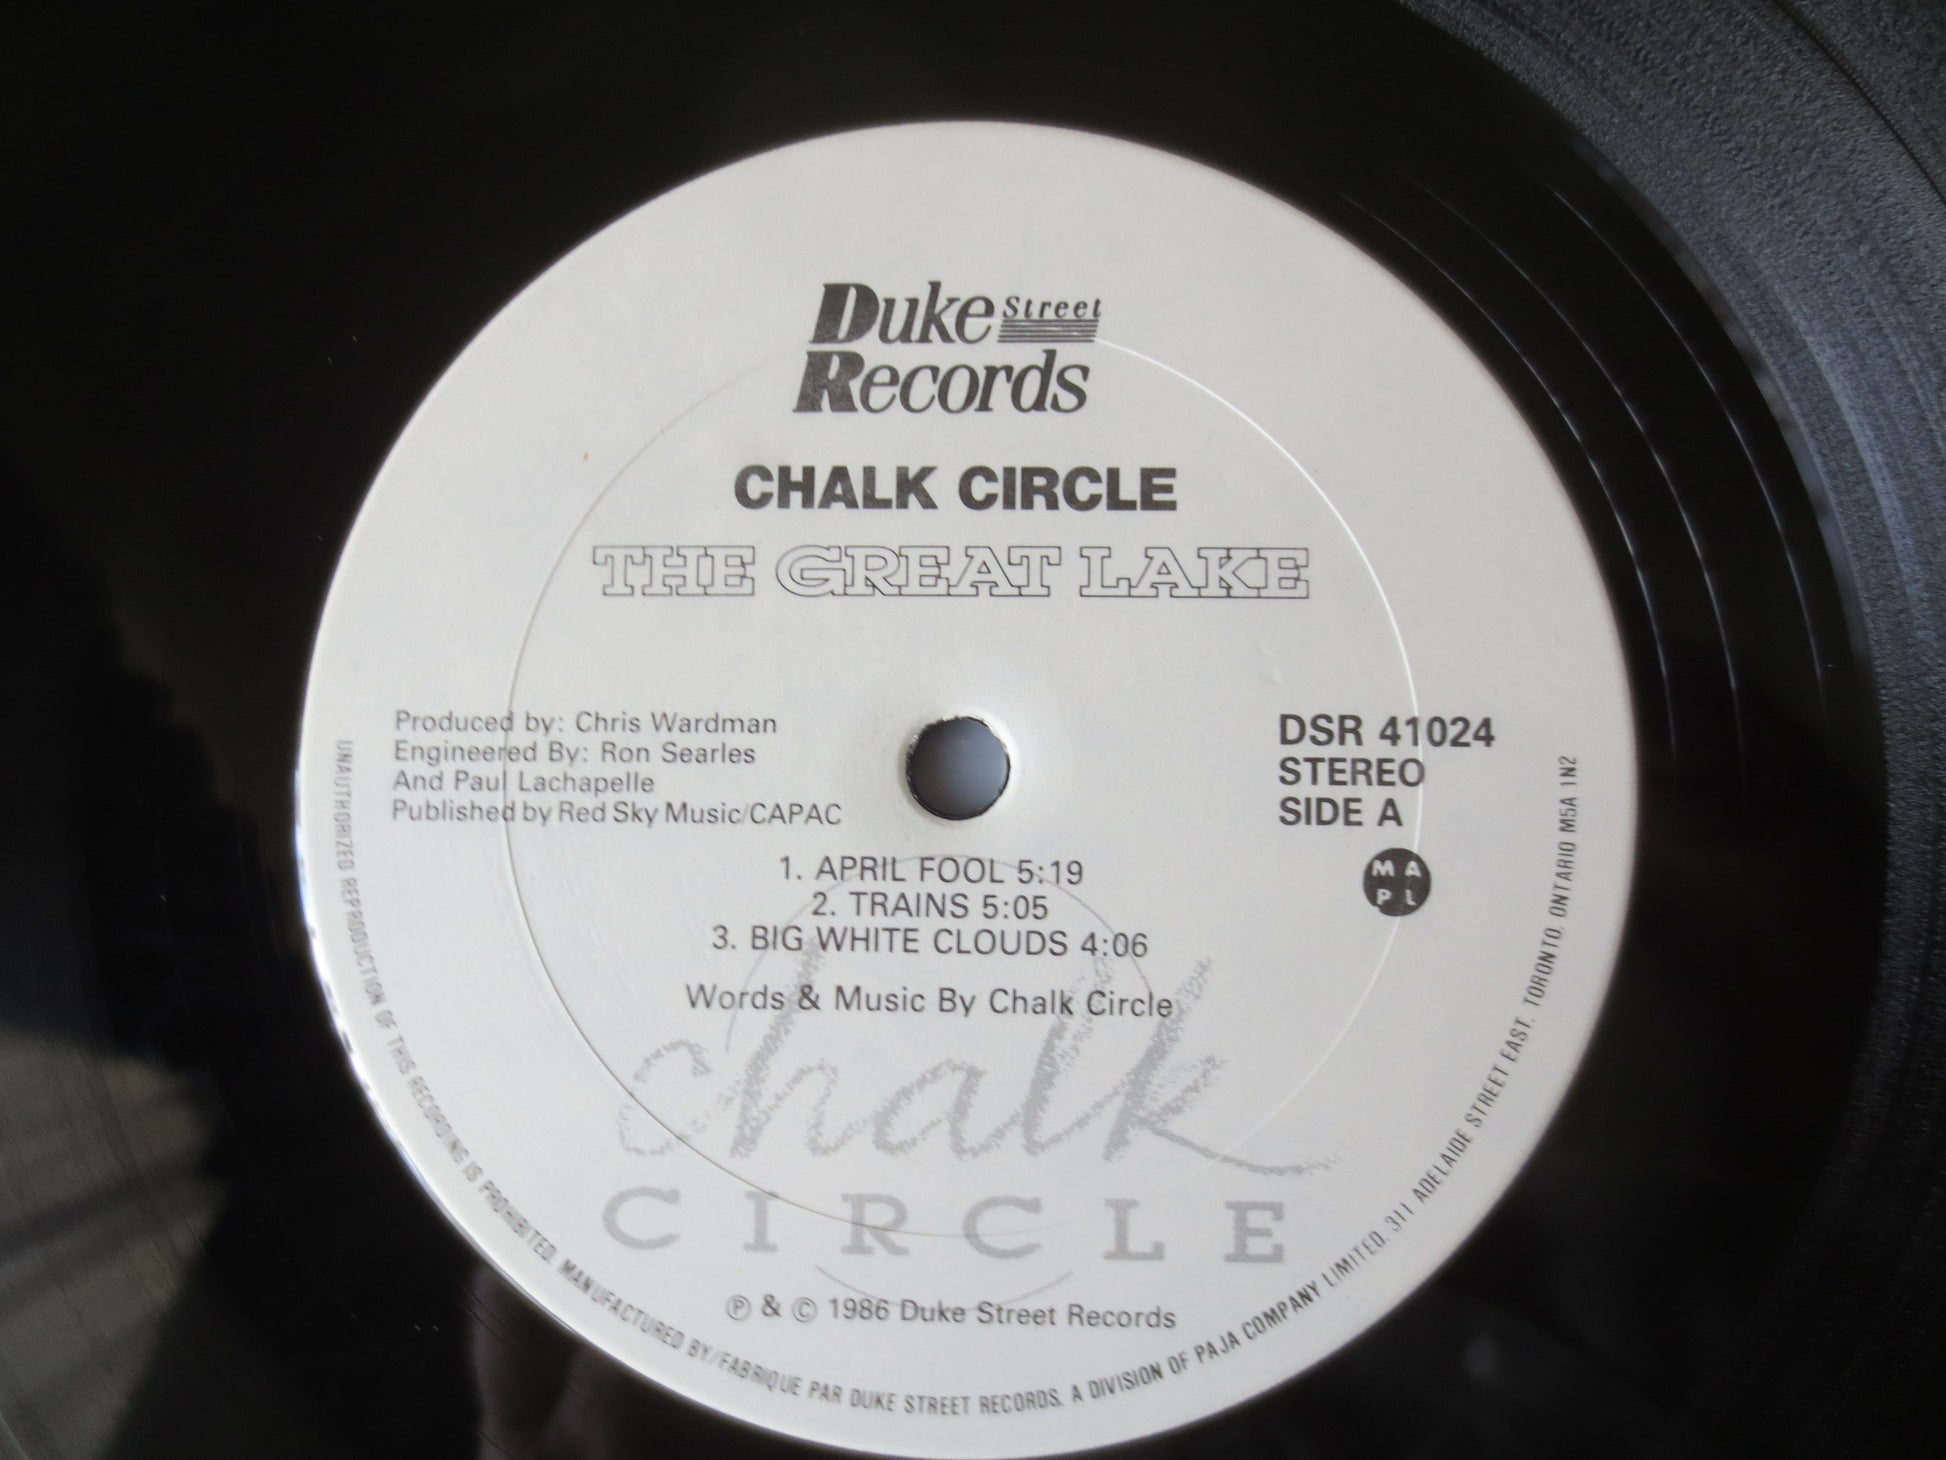 Duke Street
Records
CHALK CIRCLE
THE GREAT LAKE
Produced by: Chris Wardman
Engineered By: Ron Searles
And Paul Lachapelle
Published by Red Sky Music/CAPAC
DSR 41024
STEREO
SIDE A
M A
P L
1. APRIL FOOL 5:19
2. TRAINS 5:05
3. BIG WHITE CLOUDS 4:06
Words & Music By Chalk Circle
chalk
CIRCLE
℗ & © 1986 Duke Street Records
UNAUTHORIZED REPRODUCTION OF THIS RECORDING IS PROHIBITED. MANUFACTURED BY/FABRIQUE PAR DUKE STREET RECORDS. A DIVISION OF PAJA COMPANY LIMITED. 311 ADELAIDE STREET EAST. TORONTO. ONTARIO M5A 1N2